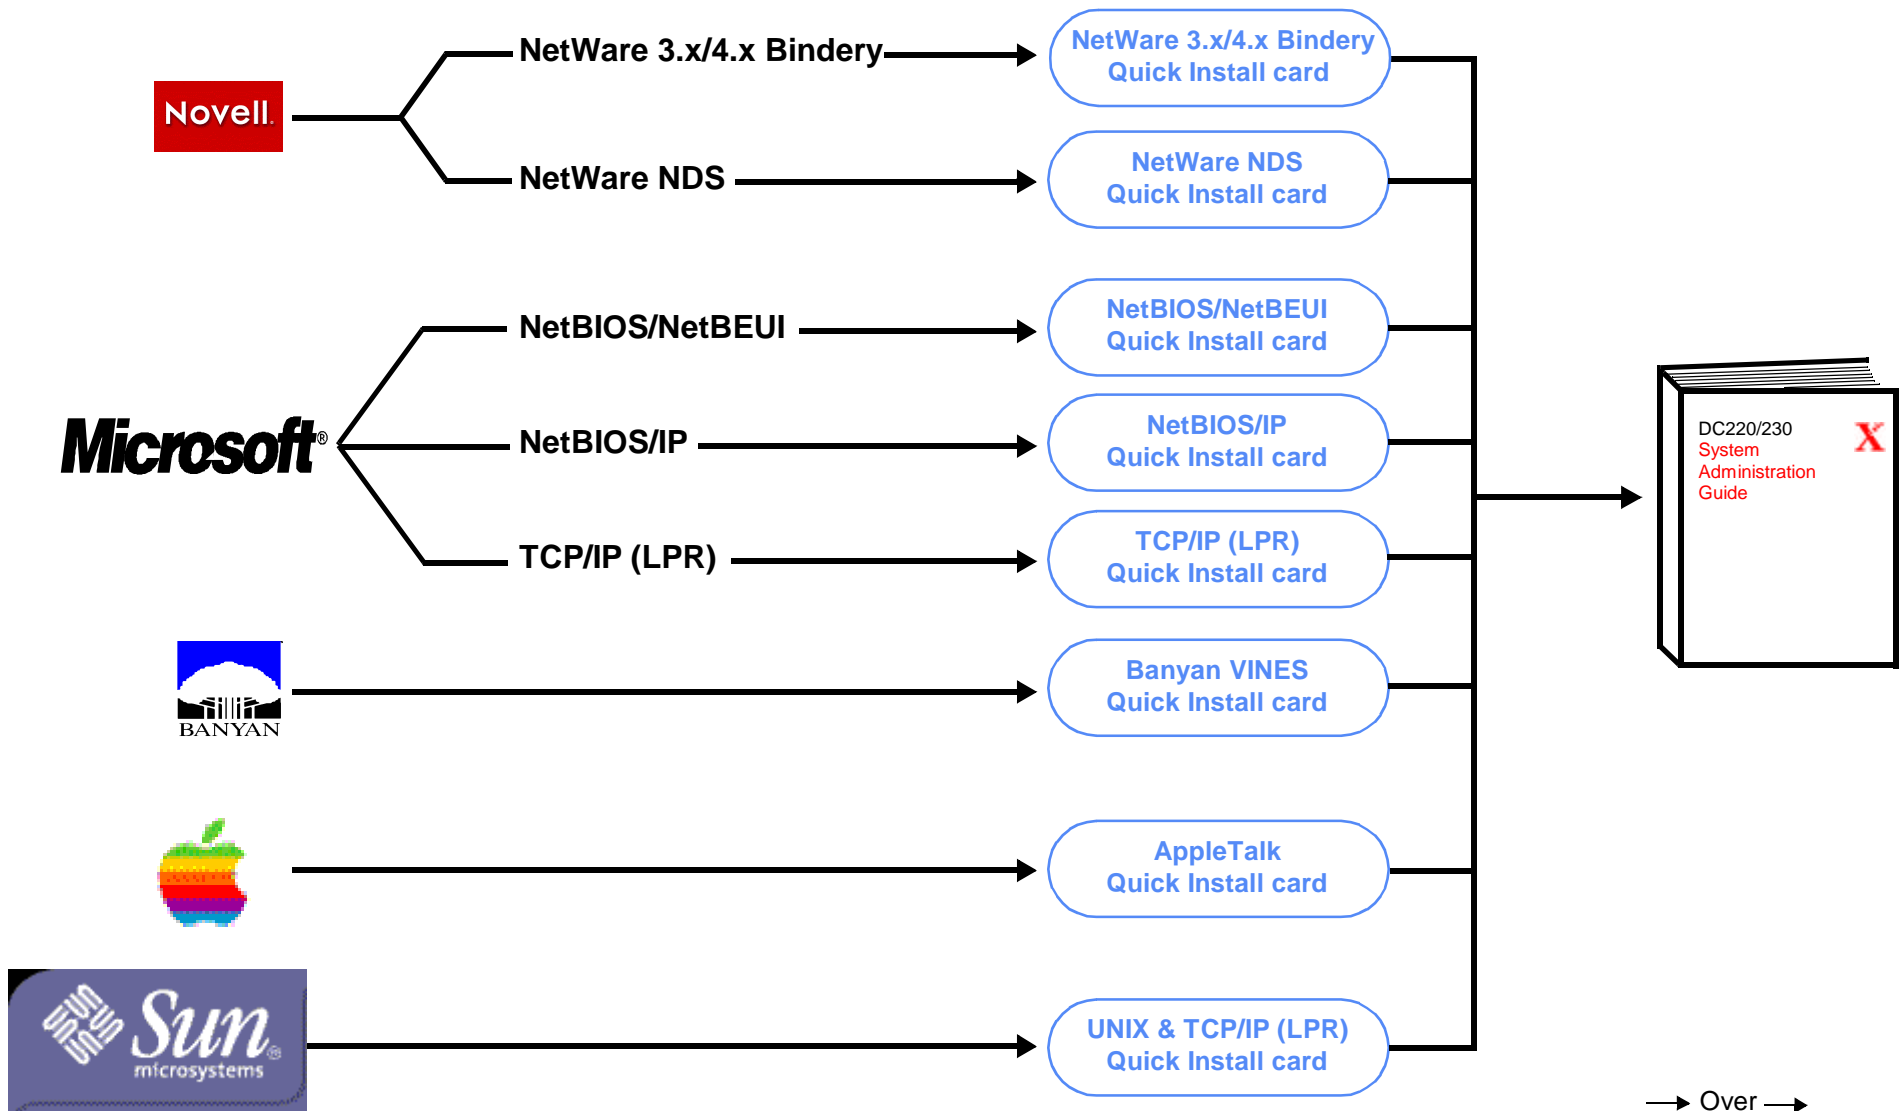 Novell.
NetWare 3.x/4.x Bindery
NetWare 3.x/4.x Bindery
Quick Install card
NetWare NDS
NetWare NDS
Quick Install card
Microsoft®
NetBIOS/NetBEUI
NetBIOS/NetBEUI
Quick Install card
NetBIOS/IP
NetBIOS/IP
Quick Install card
TCP/IP (LPR)
TCP/IP (LPR)
Quick Install card
DC220/230
System
Administration
Guide
X
BANYAN
Banyan VINES
Quick Install card
AppleTalk
Quick Install card
Sun®
microsystems
UNIX & TCP/IP (LPR)
Quick Install card
Over